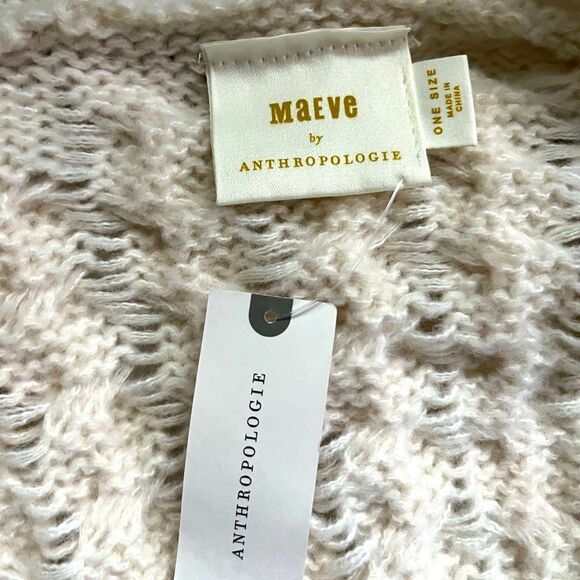 MaEve
by
ANTHROPOLOGIE
ONE SIZE
MADE IN
CHINA
ANTHROPOLOGIE